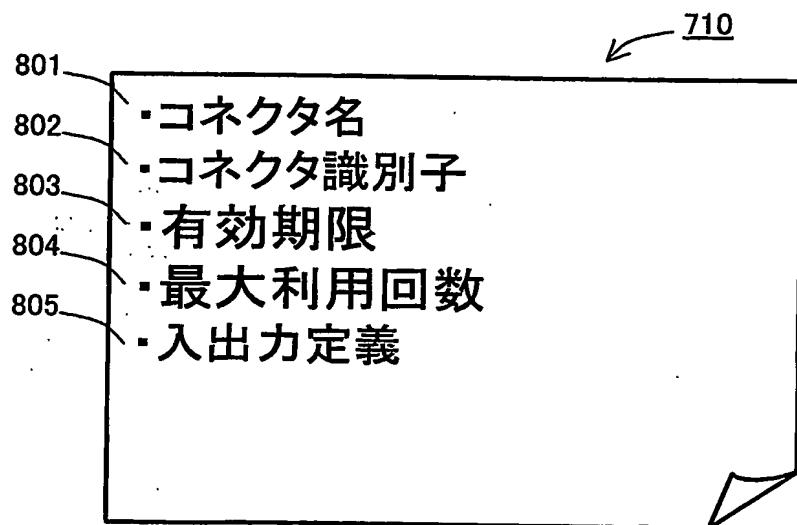 710
801 ・コネクタ名
802 ・コネクタ識別子
803 ・有効期限
804 ・最大利用回数
805 ・入出力定義